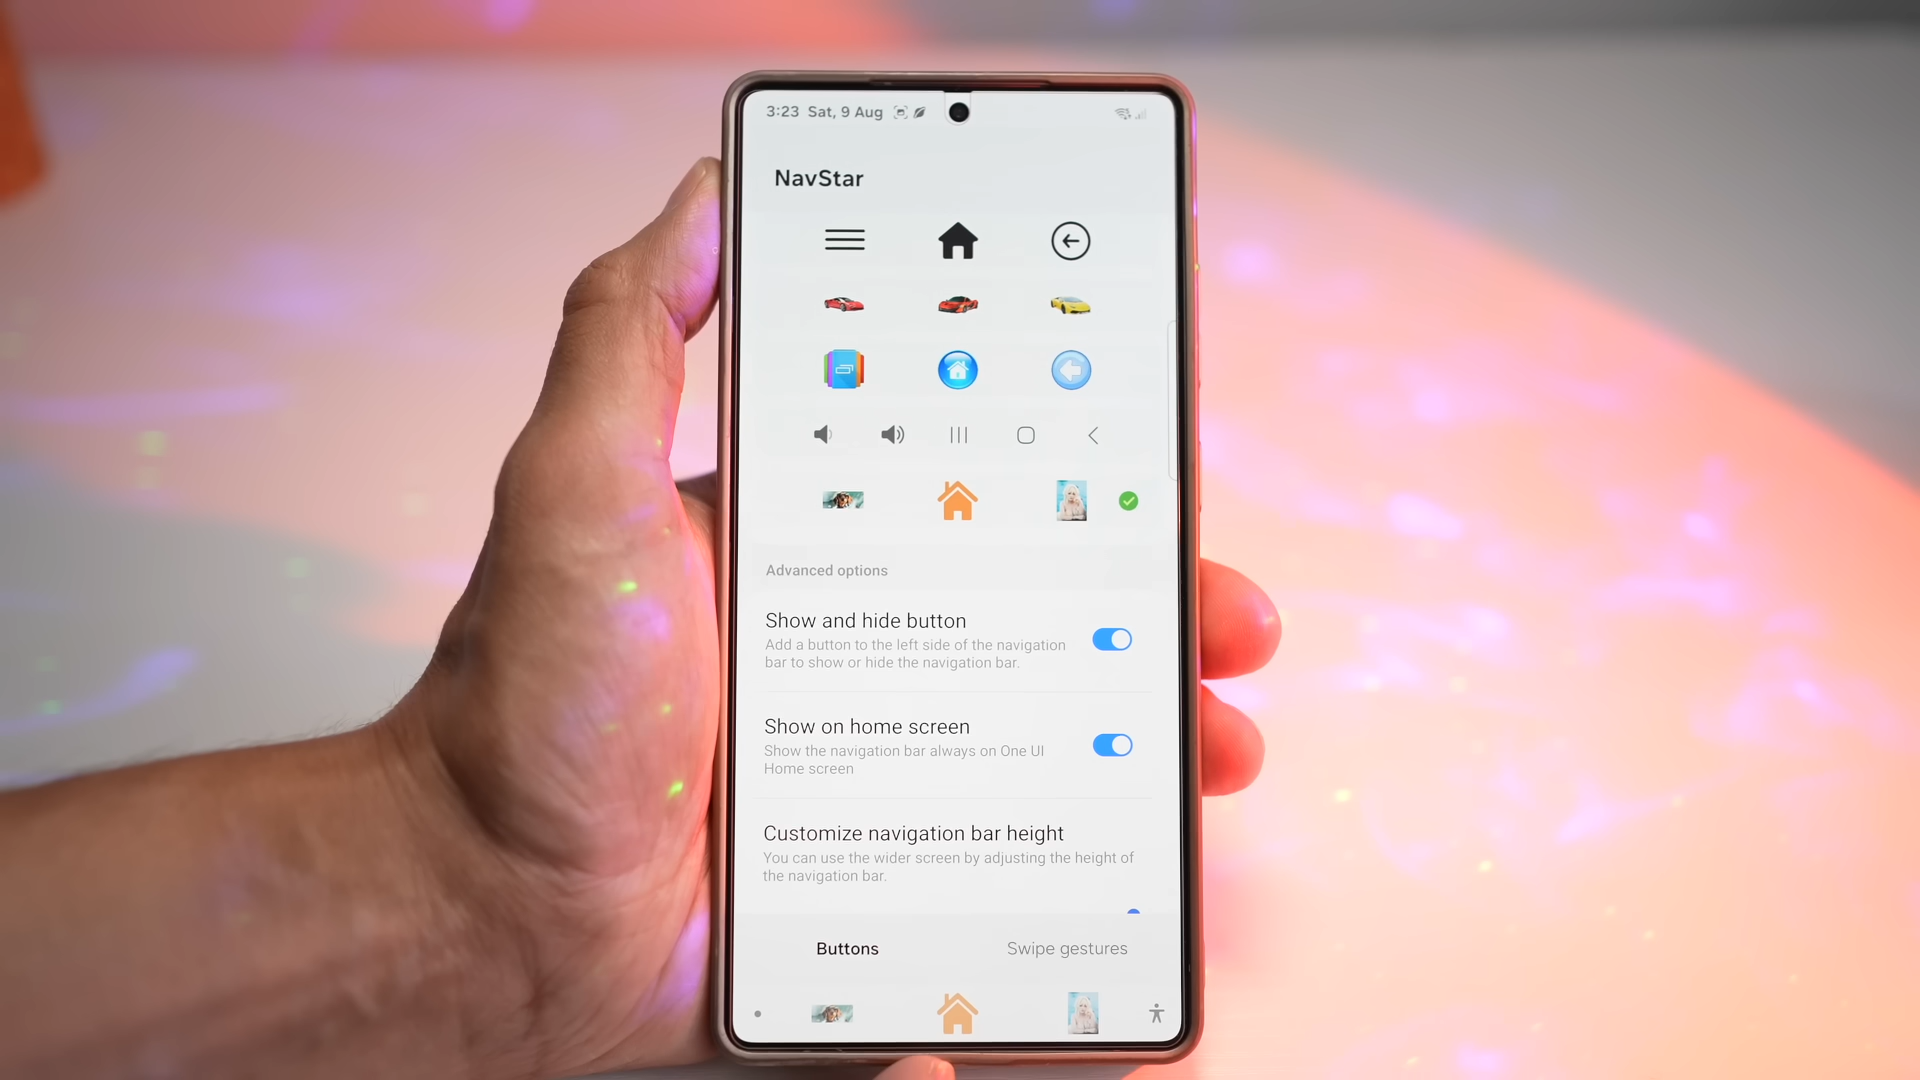 3:23 Sat, 9 Aug
NavStar
Advanced options
Show and hide button
Add a button to the left side of the navigation
bar to show or hide the navigation bar.
Show on home screen
Show the navigation bar always on One UI
Home screen
Customize navigation bar height
You can use the wider screen by adjusting the height of
the navigation bar.
Buttons
Swipe gestures